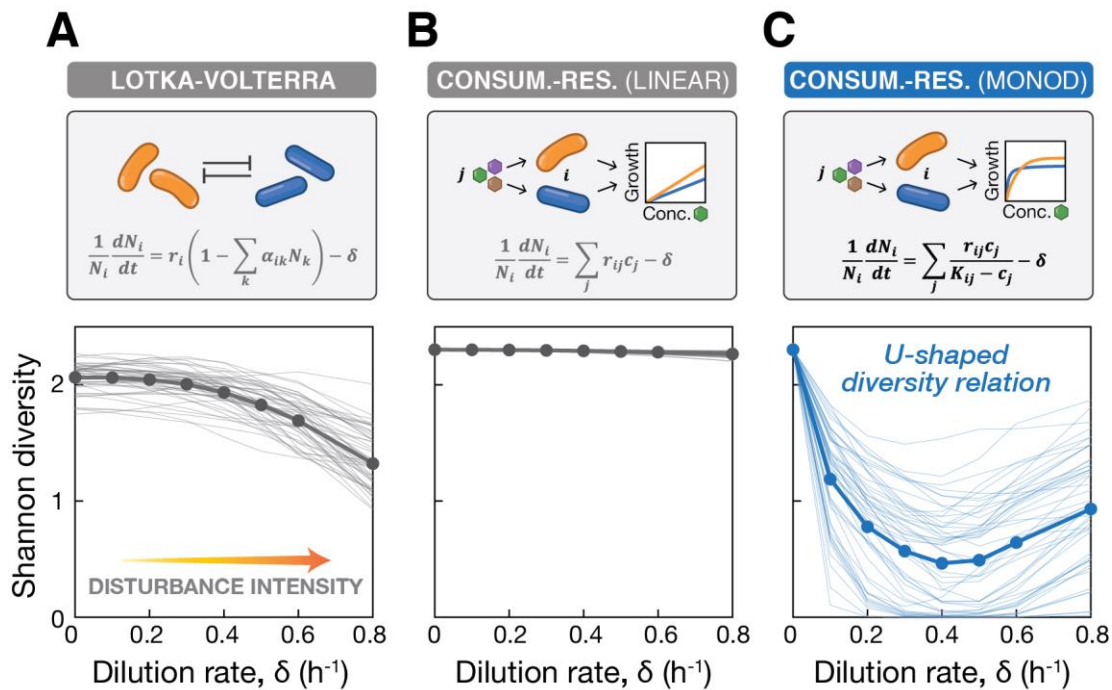 A
B
C
LOTKA-VOLTERRA
CONSUM.-RES. (LINEAR)
CONSUM.-RES. (MONOD)
j
i
Growth
Conc.
j
i
Growth
Conc.
1/N_i dN_i/dt = r_i (1 − ∑_k α_ik N_k) − δ
1/N_i dN_i/dt = ∑_j r_ij c_j − δ
1/N_i dN_i/dt = ∑_j r_ij c_j / (K_ij − c_j) − δ
Shannon diversity
2
1
0
DISTURBANCE INTENSITY
U-shaped
diversity relation
0 0.2 0.4 0.6 0.8
0 0.2 0.4 0.6 0.8
0 0.2 0.4 0.6 0.8
Dilution rate, δ (h⁻¹)
Dilution rate, δ (h⁻¹)
Dilution rate, δ (h⁻¹)